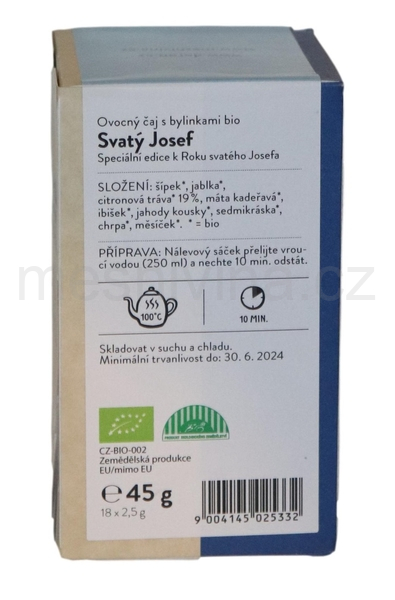 Ovocný čaj s bylinkami bio
Svatý Josef
Speciální edice k Roku svatého Josefa
SLOŽENÍ: šípek*, jablka*,
citronová tráva* 19%, máta kadeřavá*,
ibišek*, jahody kousky*, sedmikráska*,
chrpa*, měsíček*. *= bio
PŘÍPRAVA: Nálevový sáček přelijte vrou-
cí vodou (250 ml) a nechte 10 min. odstát.
100°C
10 MIN.
Skladovat v suchu a chladu.
Minimální trvanlivost do: 30. 6. 2024
CZ-BIO-002
Zemědělská produkce
EU/mimo EU
℮ 45 g
18 x 2,5 g
9 004145 025332